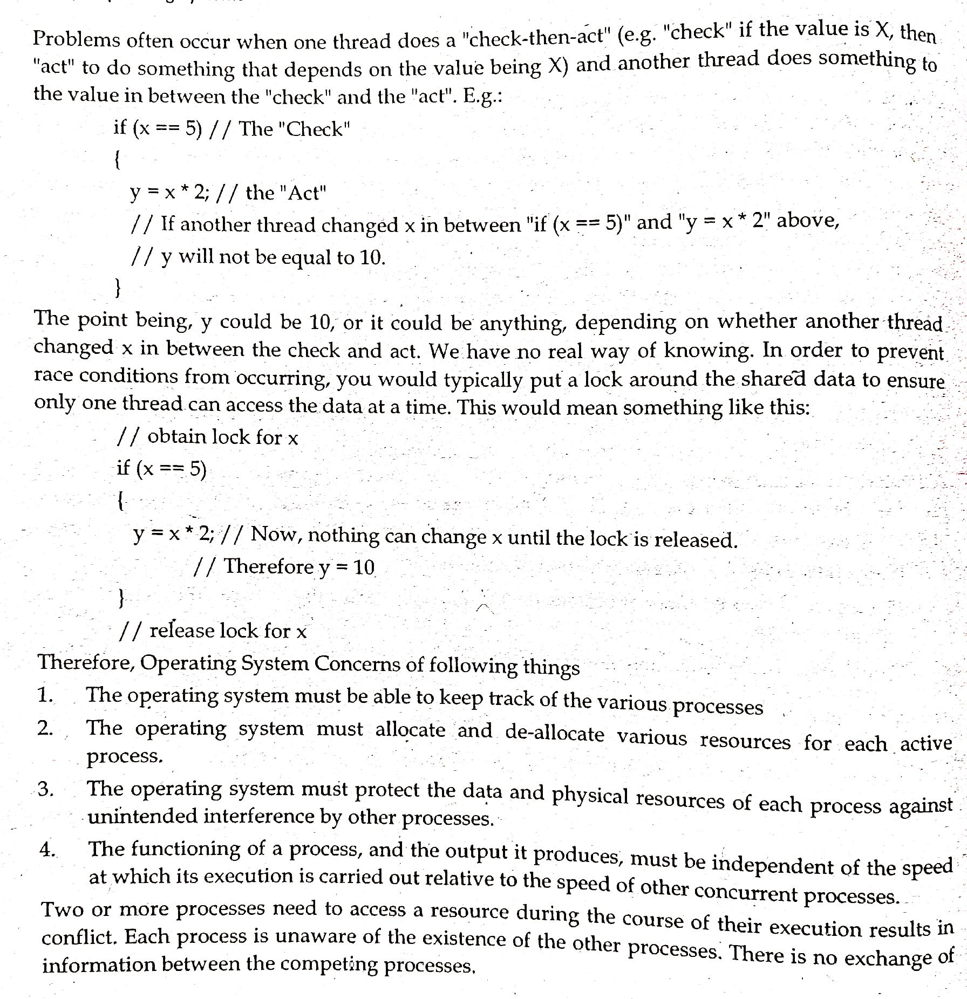 Problems often occur when one thread does a "check-then-act" (e.g. "check" if the value is X, then
"act" to do something that depends on the value being X) and another thread does something to
the value in between the "check" and the "act". E.g.:
if (x == 5) // The "Check"
{
y = x * 2; // the "Act"
// If another thread changed x in between "if (x == 5)" and "y = x * 2" above,
// y will not be equal to 10.
}
The point being, y could be 10, or it could be anything, depending on whether another thread
changed x in between the check and act. We have no real way of knowing. In order to prevent
race conditions from occurring, you would typically put a lock around the shared data to ensure
only one thread can access the data at a time. This would mean something like this:
// obtain lock for x
if (x == 5)
{
y = x * 2; // Now, nothing can change x until the lock is released.
// Therefore y = 10
}
// release lock for x
Therefore, Operating System Concerns of following things
1. The operating system must be able to keep track of the various processes
2. The operating system must allocate and de-allocate various resources for each active
process.
3. The operating system must protect the data and physical resources of each process against
unintended interference by other processes.
4. The functioning of a process, and the output it produces, must be independent of the speed
at which its execution is carried out relative to the speed of other concurrent processes.
Two or more processes need to access a resource during the course of their execution results in
conflict. Each process is unaware of the existence of the other processes. There is no exchange of
information between the competing processes.